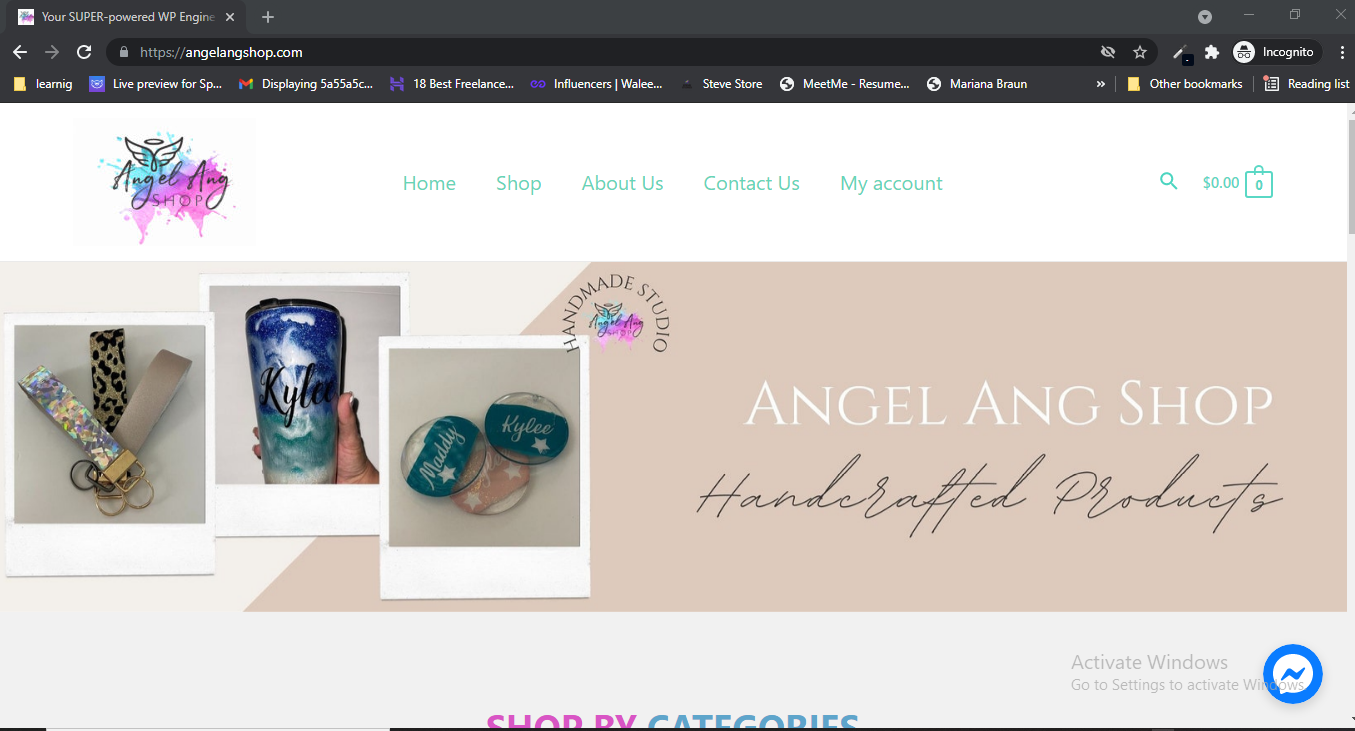 Your SUPER-powered WP Engine
https://angelangshop.com
Incognito
learnig
Live preview for Sp...
Displaying 5a55a5c...
18 Best Freelance...
Influencers | Walee...
Steve Store
MeetMe - Resume...
Mariana Braun
»
Other bookmarks
Reading list
Angel Ang
SHOP
Home
Shop
About Us
Contact Us
My account
$0.00
0
HANDMADE STUDIO
Angel Ang
SHOP
Kylee
Maddy
Kylee
ANGEL ANG SHOP
Handcrafted Products
Activate Windows
Go to Settings to activate Windows.
SHOP BY CATEGORIES